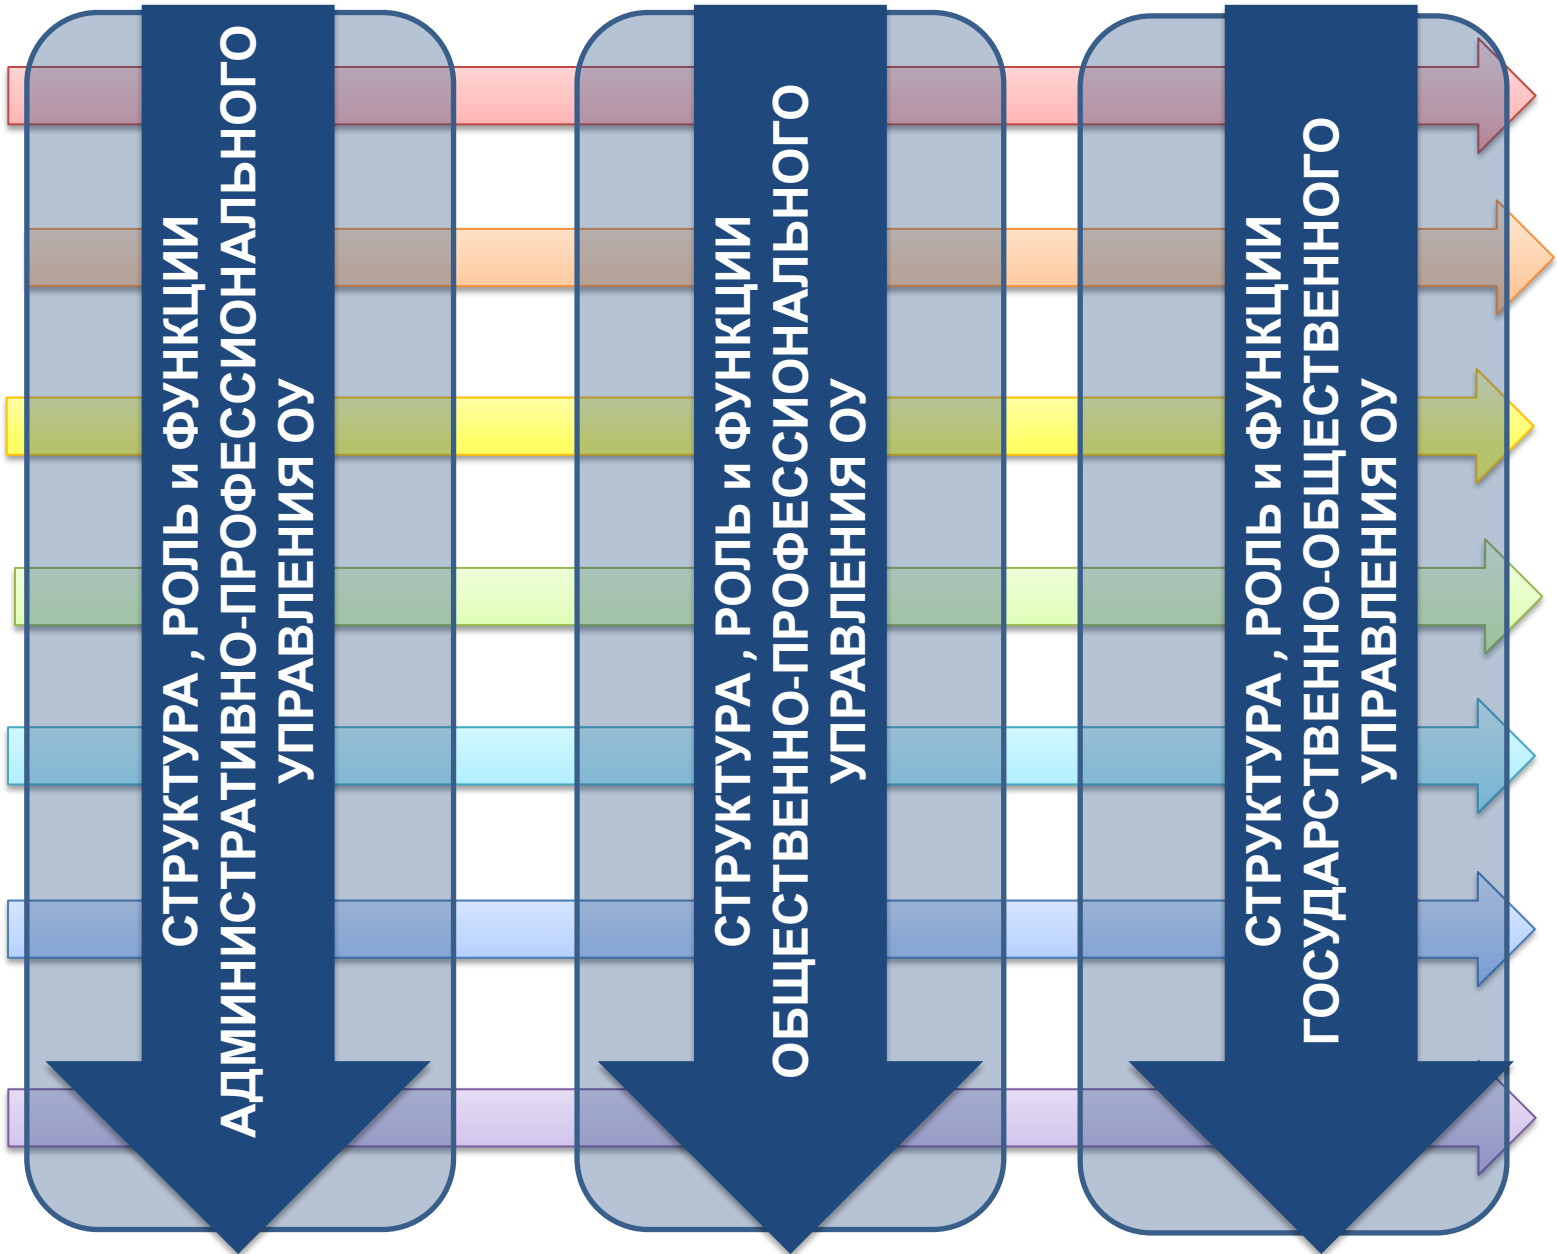 СТРУКТУРА , РОЛЬ и ФУНКЦИИ
АДМИНИСТРАТИВНО-ПРОФЕССИОНАЛЬНОГО
УПРАВЛЕНИЯ ОУ
СТРУКТУРА , РОЛЬ и ФУНКЦИИ
ОБЩЕСТВЕННО-ПРОФЕССИОНАЛЬНОГО
УПРАВЛЕНИЯ ОУ
СТРУКТУРА , РОЛЬ и ФУНКЦИИ
ГОСУДАРСТВЕННО-ОБЩЕСТВЕННОГО
УПРАВЛЕНИЯ ОУ